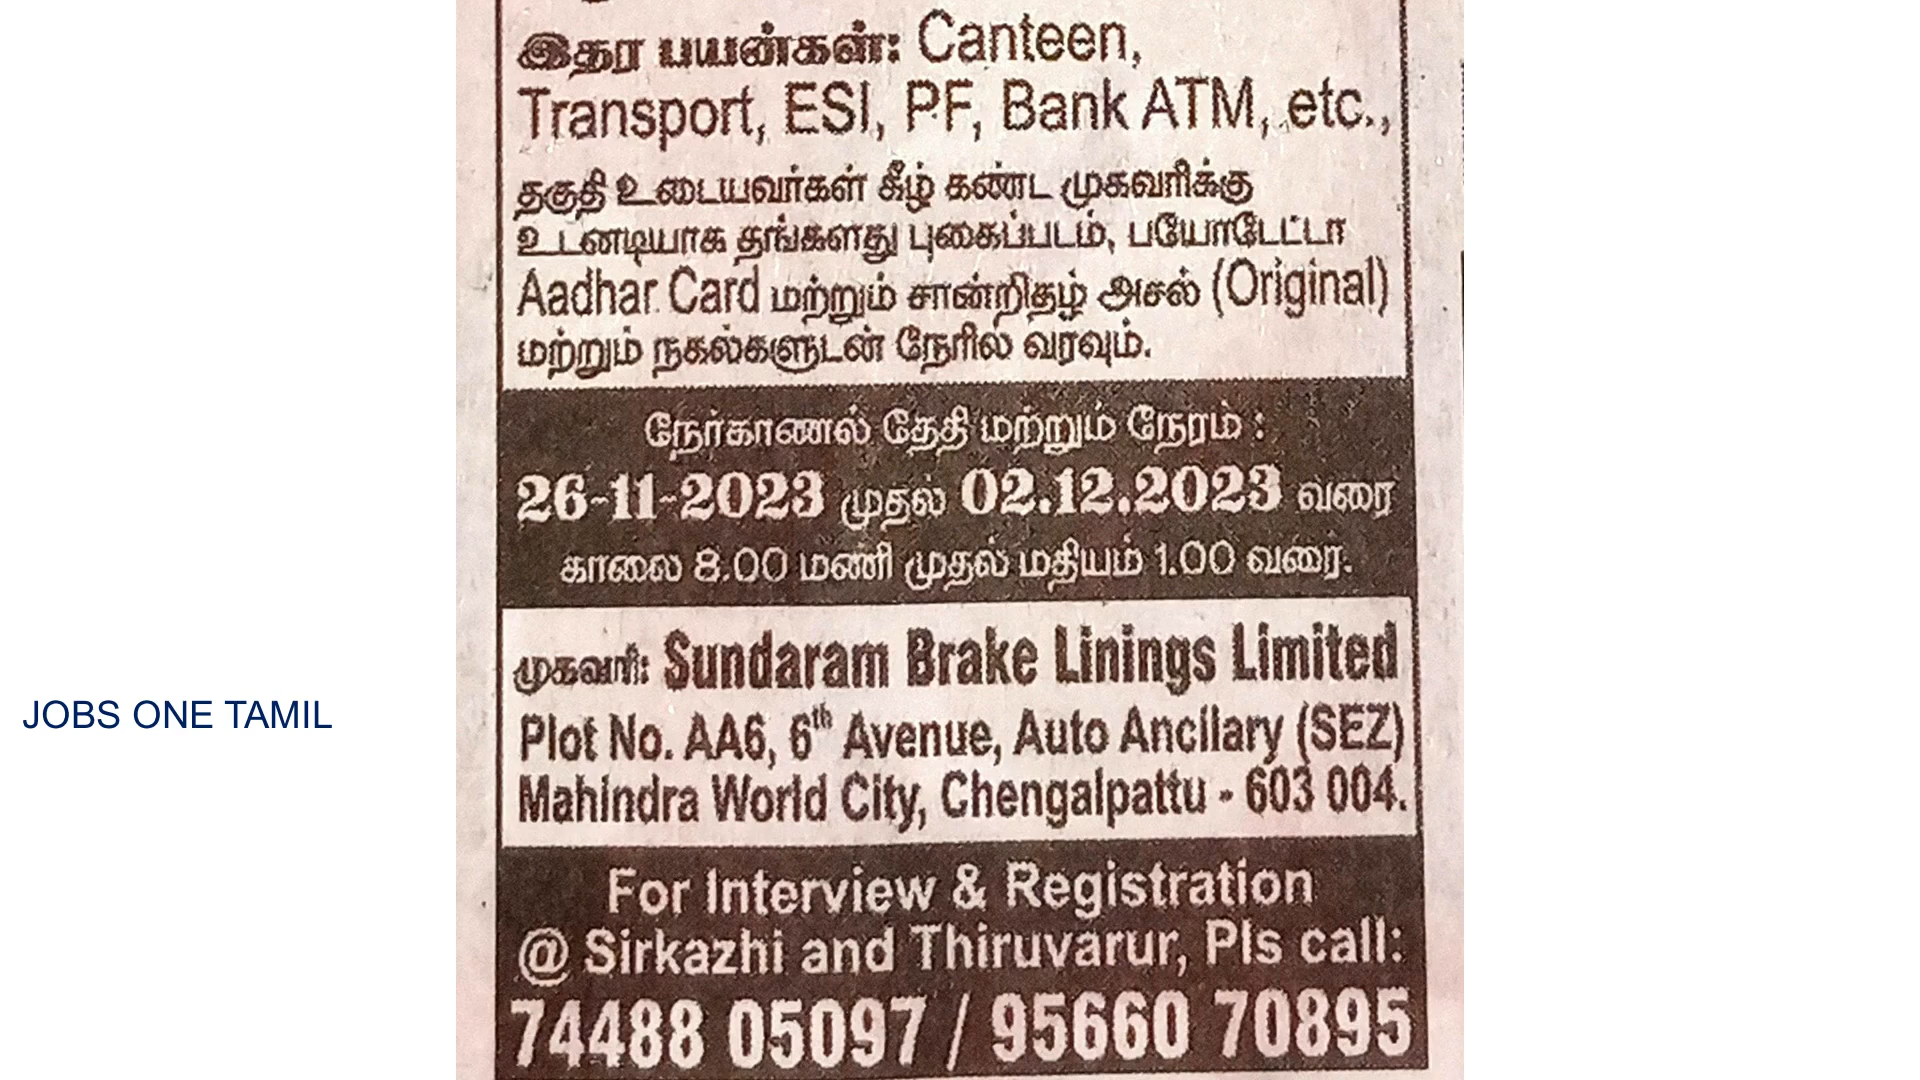 இதர பயன்கள்: Canteen,
Transport, ESI, PF, Bank ATM, etc.,
தகுதி உடையவர்கள் கீழ் கண்ட முகவரிக்கு
உடனடியாக தங்களது புகைப்படம், பயோடேட்டா
Aadhar Card மற்றும் சான்றிதழ் அசல் (Original)
மற்றும் நகல்களுடன் நேரில் வரவும்.
நேர்காணல் தேதி மற்றும் நேரம் :
26-11-2023 முதல் 02.12.2023 வரை
காலை 8.00 மணி முதல் மதியம் 1.00 வரை.
முகவரி: Sundaram Brake Linings Limited
Plot No. AA6, 6th Avenue, Auto Ancllary (SEZ)
Mahindra World City, Chengalpattu - 603 004.
For Interview & Registration
@ Sirkazhi and Thiruvarur, Pls call:
74488 05097 / 95660 70895
JOBS ONE TAMIL